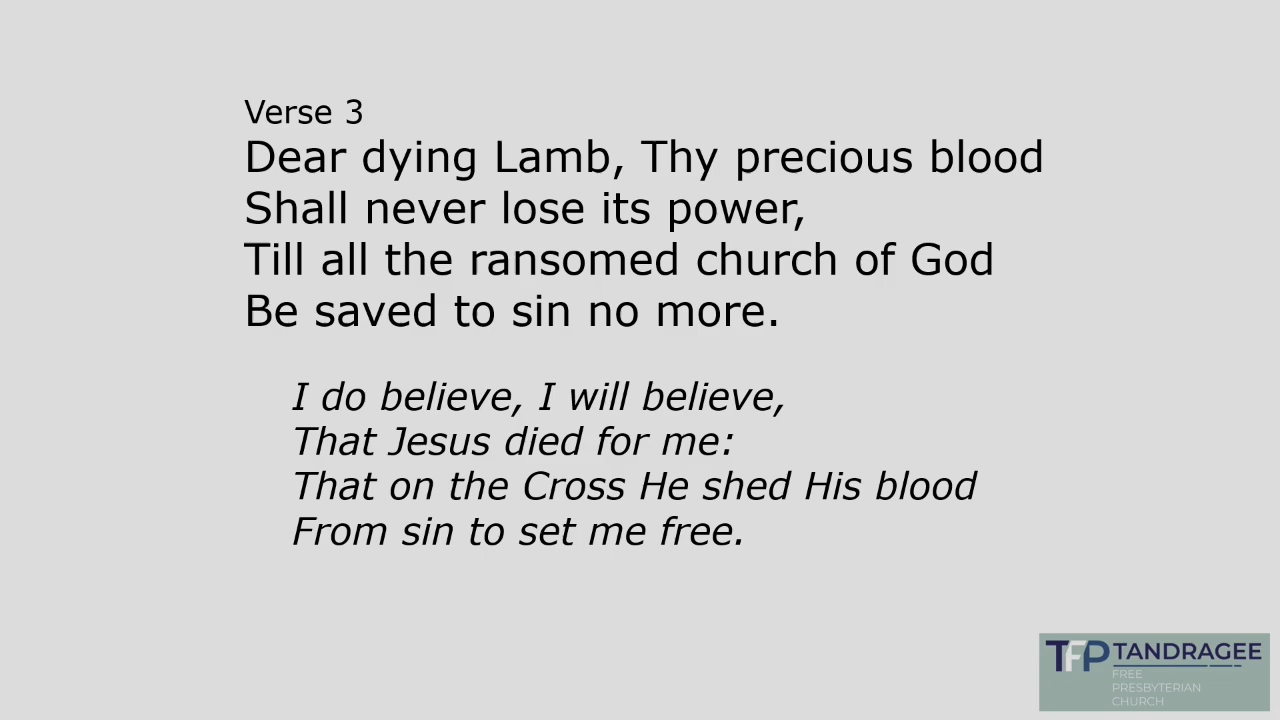 Verse 3
Dear dying Lamb, Thy precious blood
Shall never lose its power,
Till all the ransomed church of God
Be saved to sin no more.
I do believe, I will believe,
That Jesus died for me:
That on the Cross He shed His blood
From sin to set me free.
TFP TANDRAGEE
FREE
PRESBYTERIAN
CHURCH